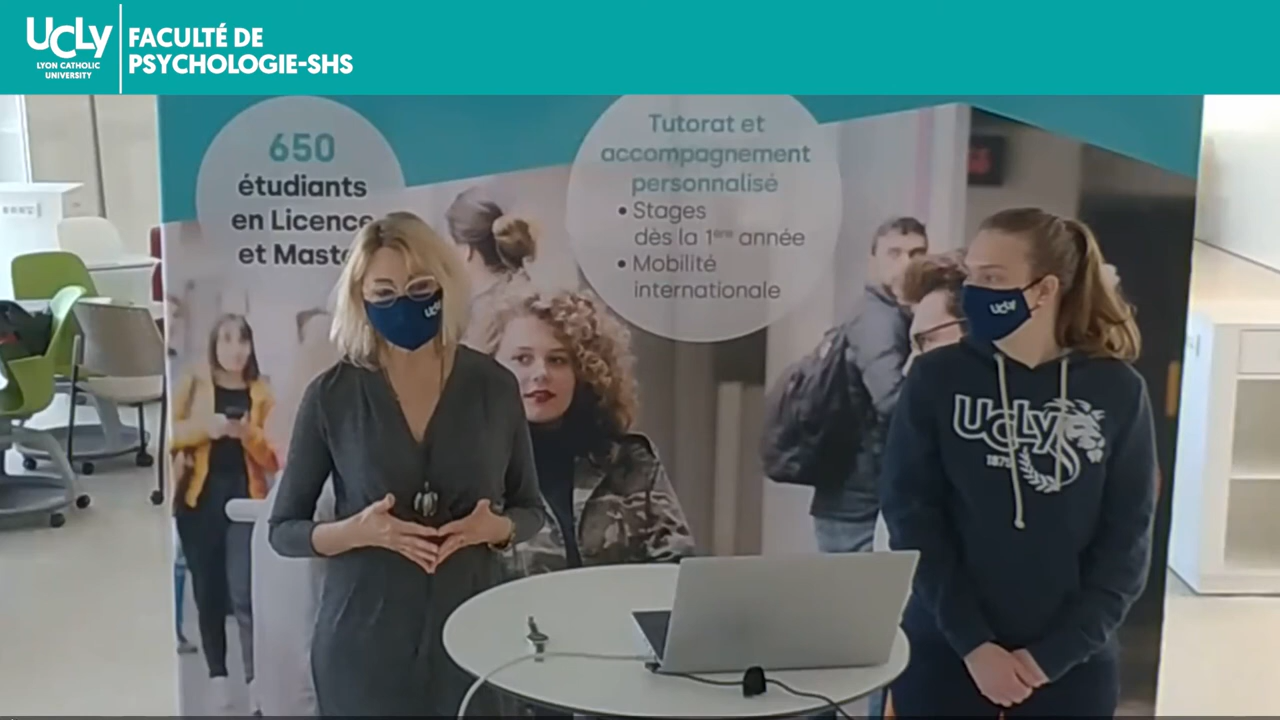 UCLY
LYON CATHOLIC
UNIVERSITY
FACULTÉ DE
PSYCHOLOGIE-SHS
650
étudiants
en Licence
et Maste
Tutorat et
accompagnement
personnalisé
• Stages
dès la 1ère année
• Mobilité
internationale
UCLY
UCLY
UCLY
1875